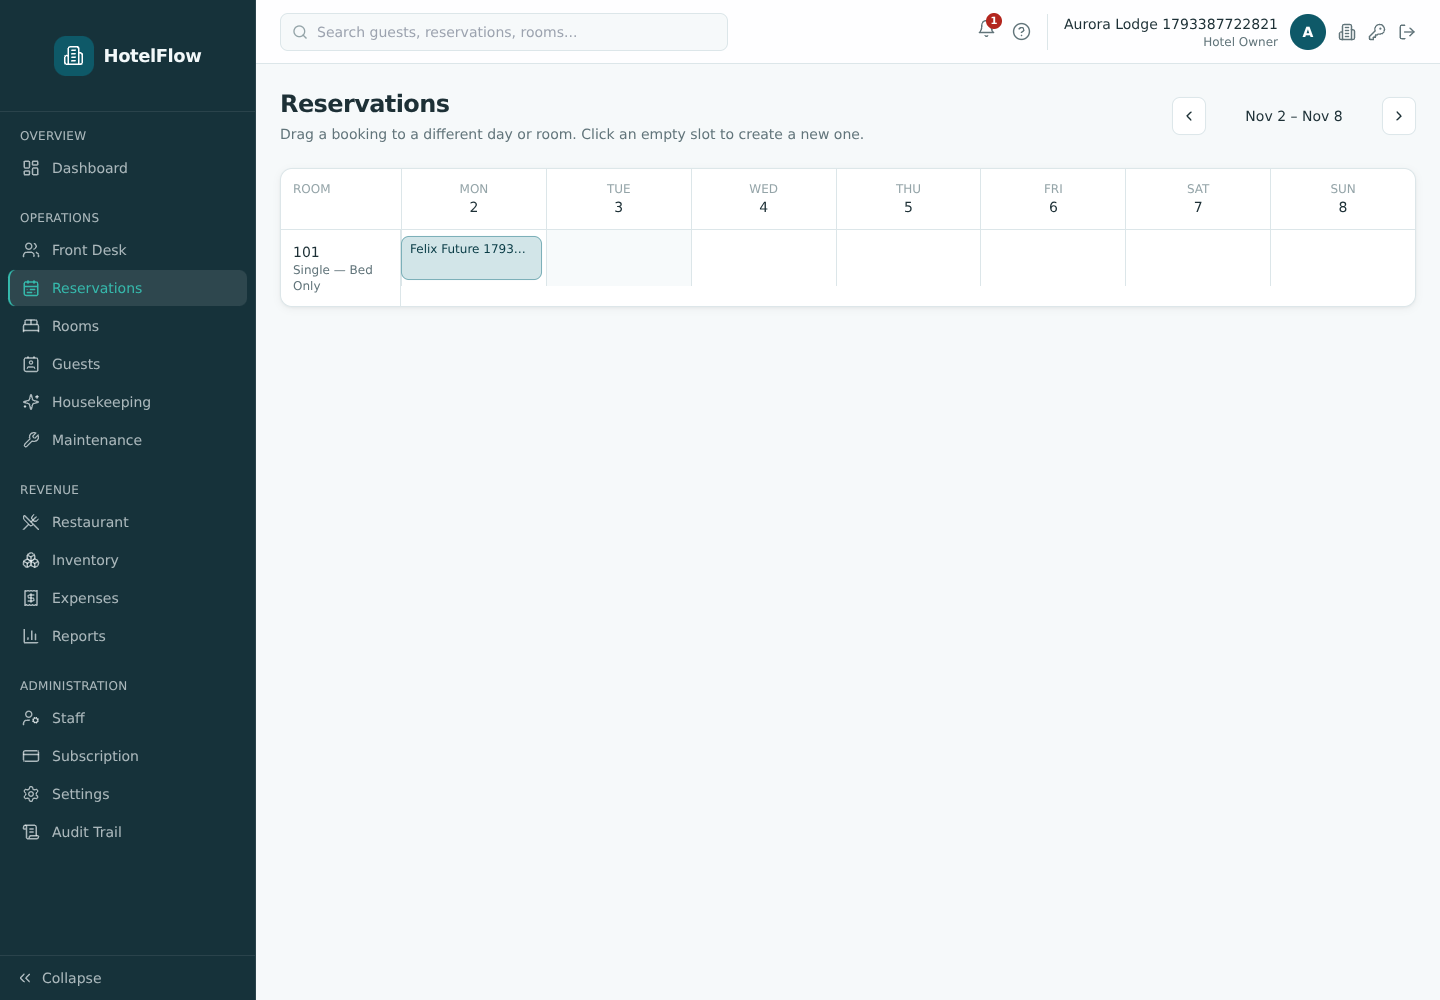 HotelFlow
Search guests, reservations, rooms...
1
Aurora Lodge 1793387722821
Hotel Owner
A
OVERVIEW
Dashboard
OPERATIONS
Front Desk
Reservations
Rooms
Guests
Housekeeping
Maintenance
REVENUE
Restaurant
Inventory
Expenses
Reports
ADMINISTRATION
Staff
Subscription
Settings
Audit Trail
Collapse
Reservations
Drag a booking to a different day or room. Click an empty slot to create a new one.
Nov 2 – Nov 8
ROOM
MON
2
TUE
3
WED
4
THU
5
FRI
6
SAT
7
SUN
8
101
Single — Bed
Only
Felix Future 1793...